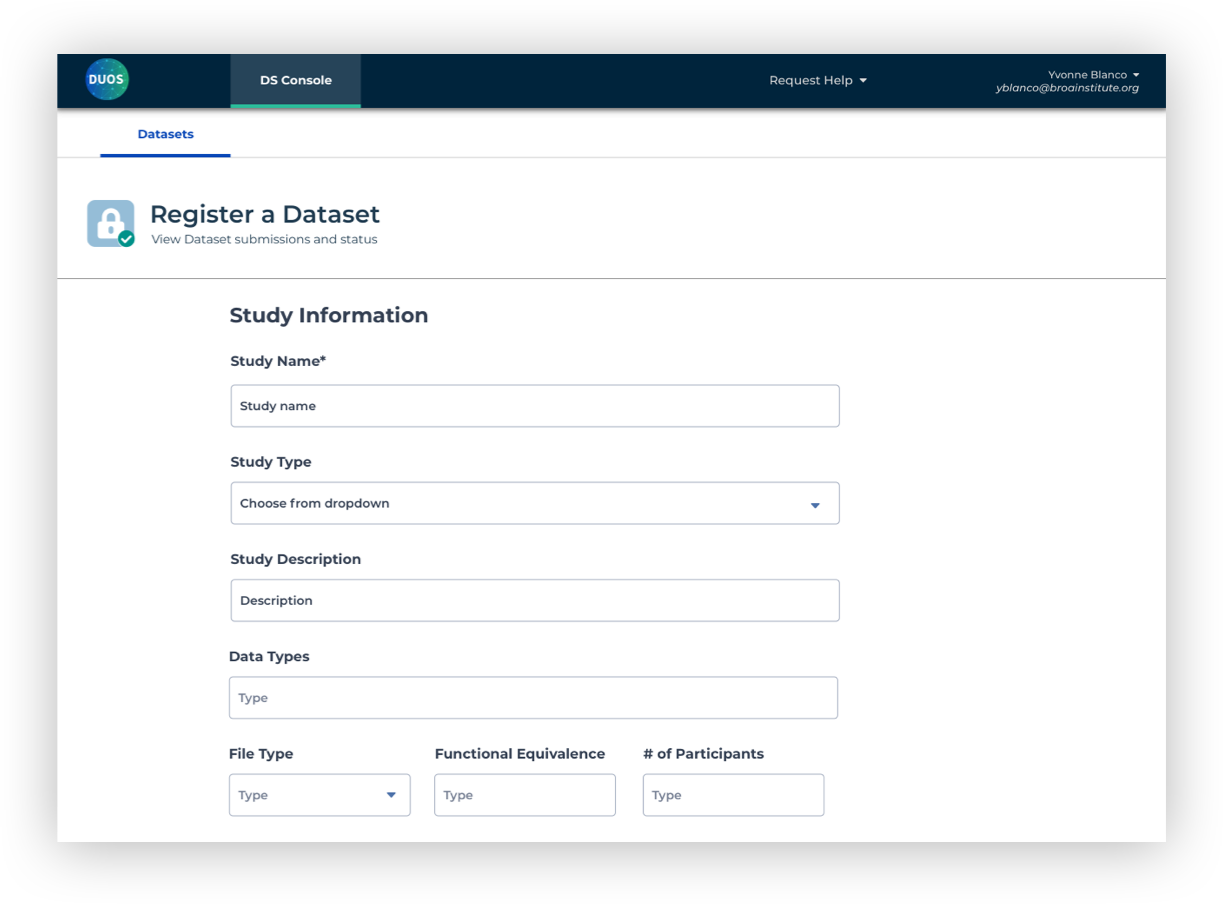 DUOS
DS Console
Request Help
Yvonne Blanco
yblanco@broainstitute.org
Datasets
Register a Dataset
View Dataset submissions and status
Study Information
Study Name*
Study name
Study Type
Choose from dropdown
Study Description
Description
Data Types
Type
File Type Functional Equivalence # of Participants
Type Type Type